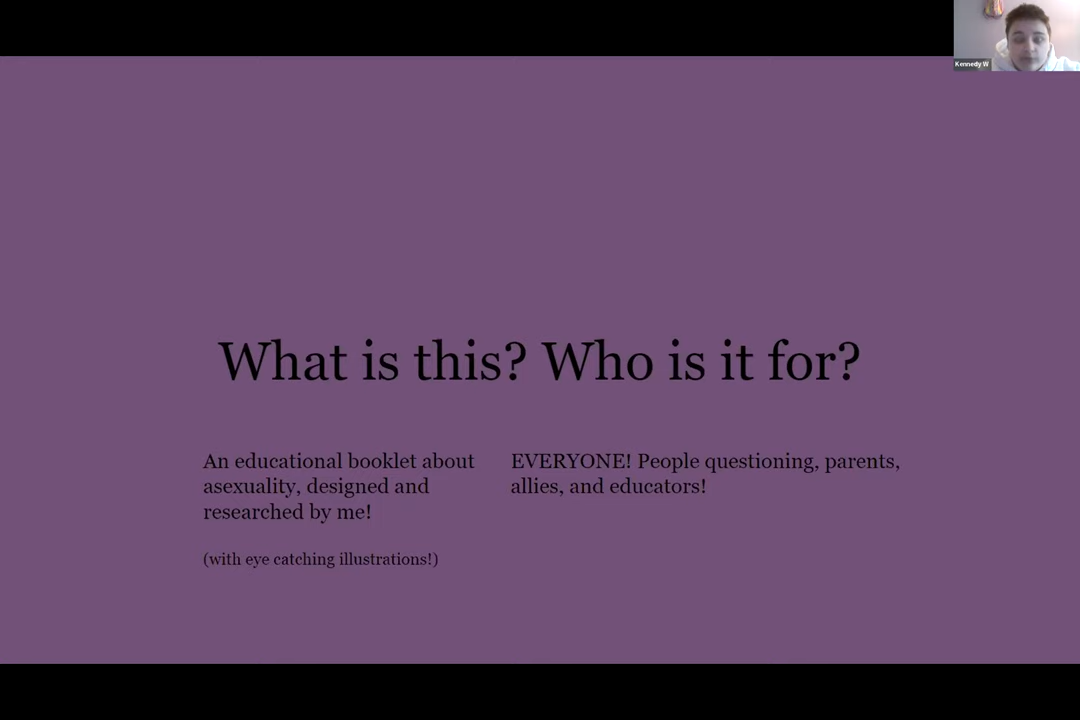 Kennedy W
What is this? Who is it for?
An educational booklet about
asexuality, designed and
researched by me!
(with eye catching illustrations!)
EVERYONE! People questioning, parents,
allies, and educators!